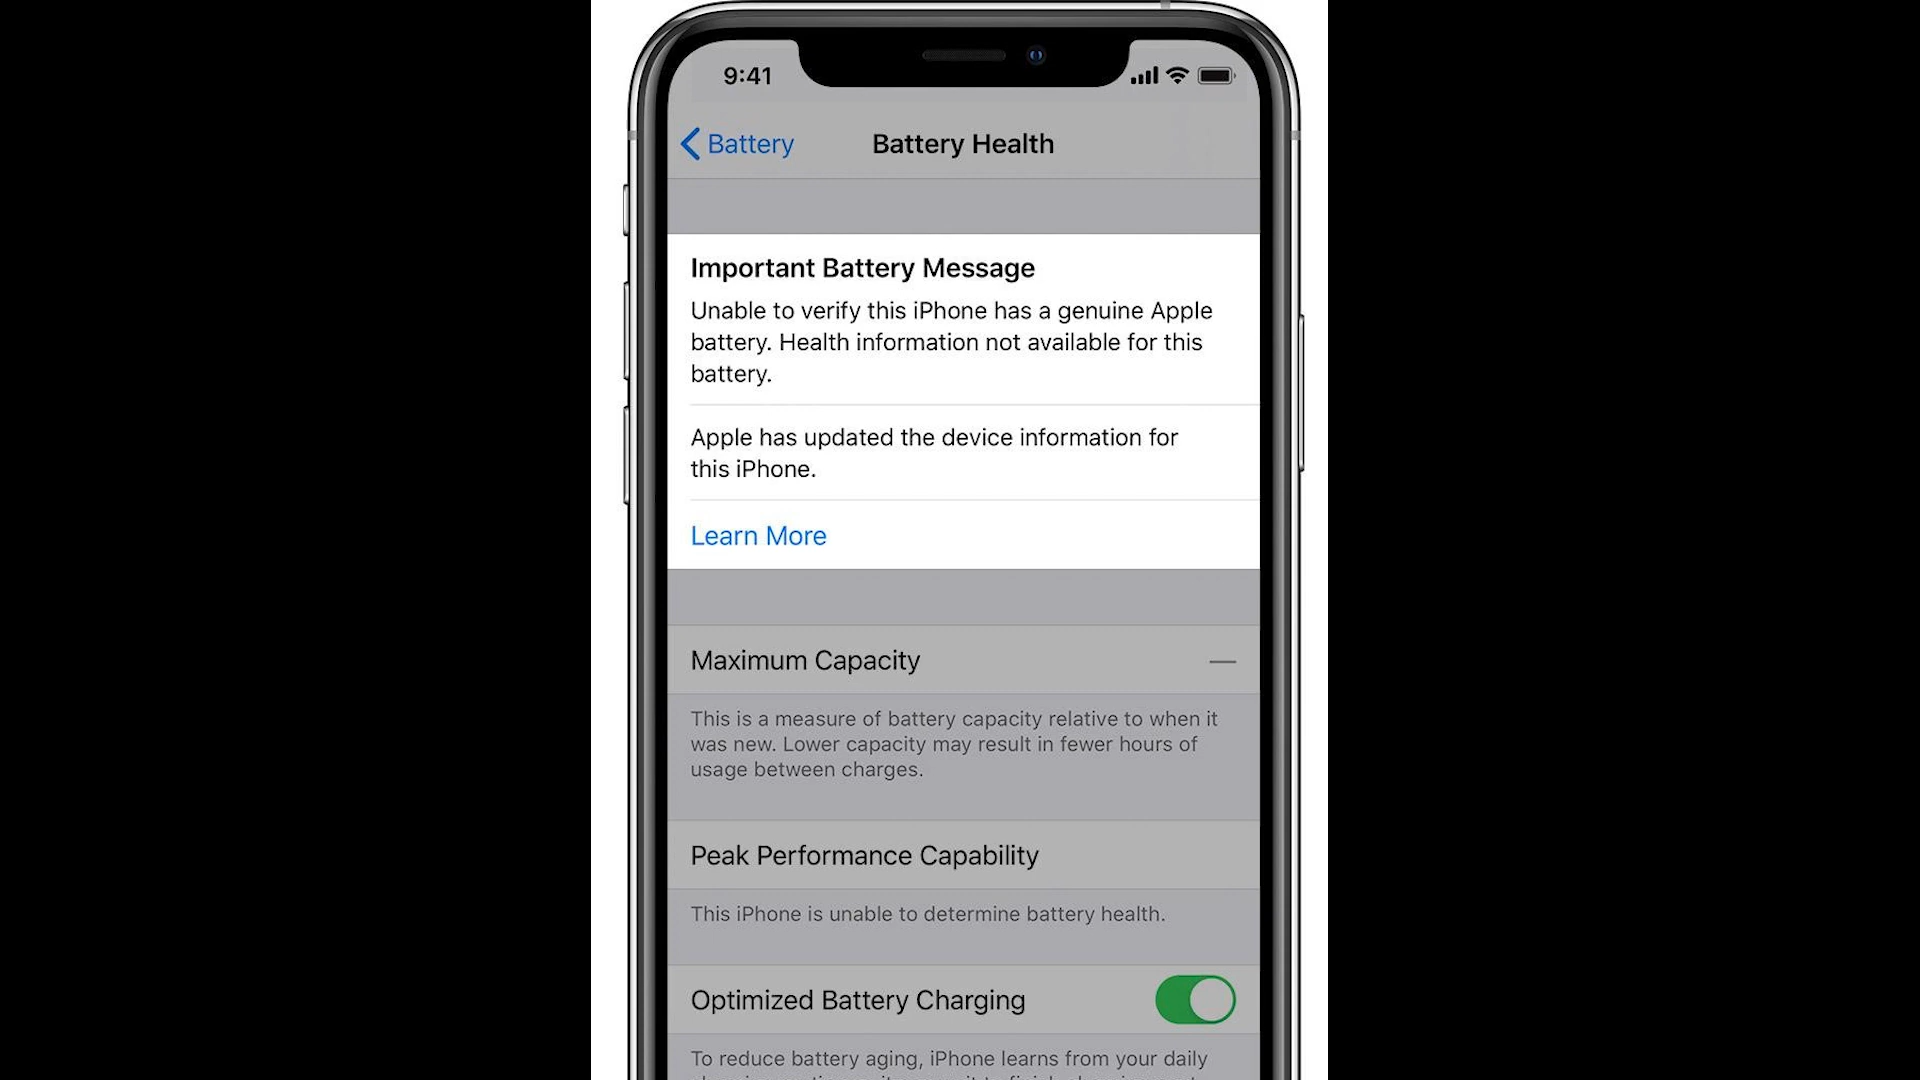 9:41
Battery
Battery Health
Important Battery Message
Unable to verify this iPhone has a genuine Apple
battery. Health information not available for this
battery.
Apple has updated the device information for
this iPhone.
Learn More
Maximum Capacity —
This is a measure of battery capacity relative to when it
was new. Lower capacity may result in fewer hours of
usage between charges.
Peak Performance Capability
This iPhone is unable to determine battery health.
Optimized Battery Charging
To reduce battery aging, iPhone learns from your daily